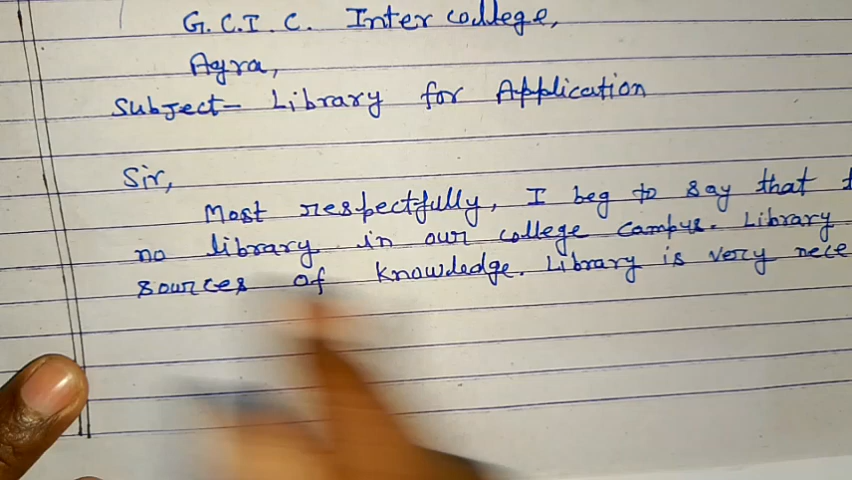 G.C.I.C. Inter college,
Agra,
Subject- Library for Application
Sir,
Most respectfully, I beg to say that
no library in our college campus. Library
sources of knowledge. Library is very